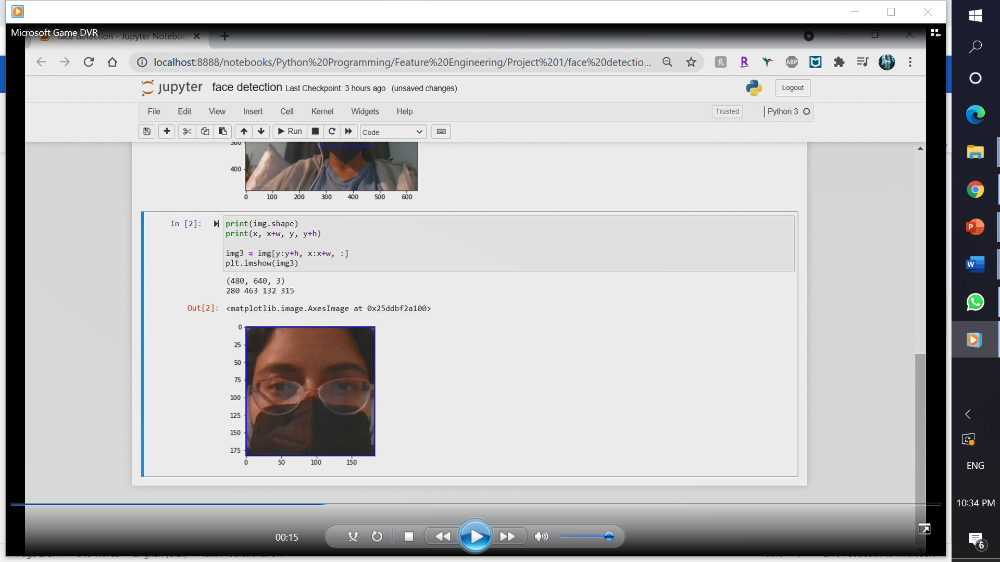 Microsoft Game DVR
face detection - Jupyter Noteboo
localhost:8888/notebooks/Python%20Programming/Feature%20Engineering/Project%201/face%20detectio...
R
ABP
jupyter face detection Last Checkpoint: 3 hours ago (unsaved changes)
Logout
File Edit View Insert Cell Kernel Widgets Help
Trusted
Python 3
Run
Code
300
400
0 100 200 300 400 500 600
In [2]:
print(img.shape)
print(x, x+w, y, y+h)
img3 = img[y:y+h, x:x+w, :]
plt.imshow(img3)
(480, 640, 3)
280 463 132 315
Out[2]: <matplotlib.image.AxesImage at 0x25ddbf2a100>
0
25
50
75
100
125
150
175
0 50 100 150
00:15
P
W
ENG
10:34 PM
6